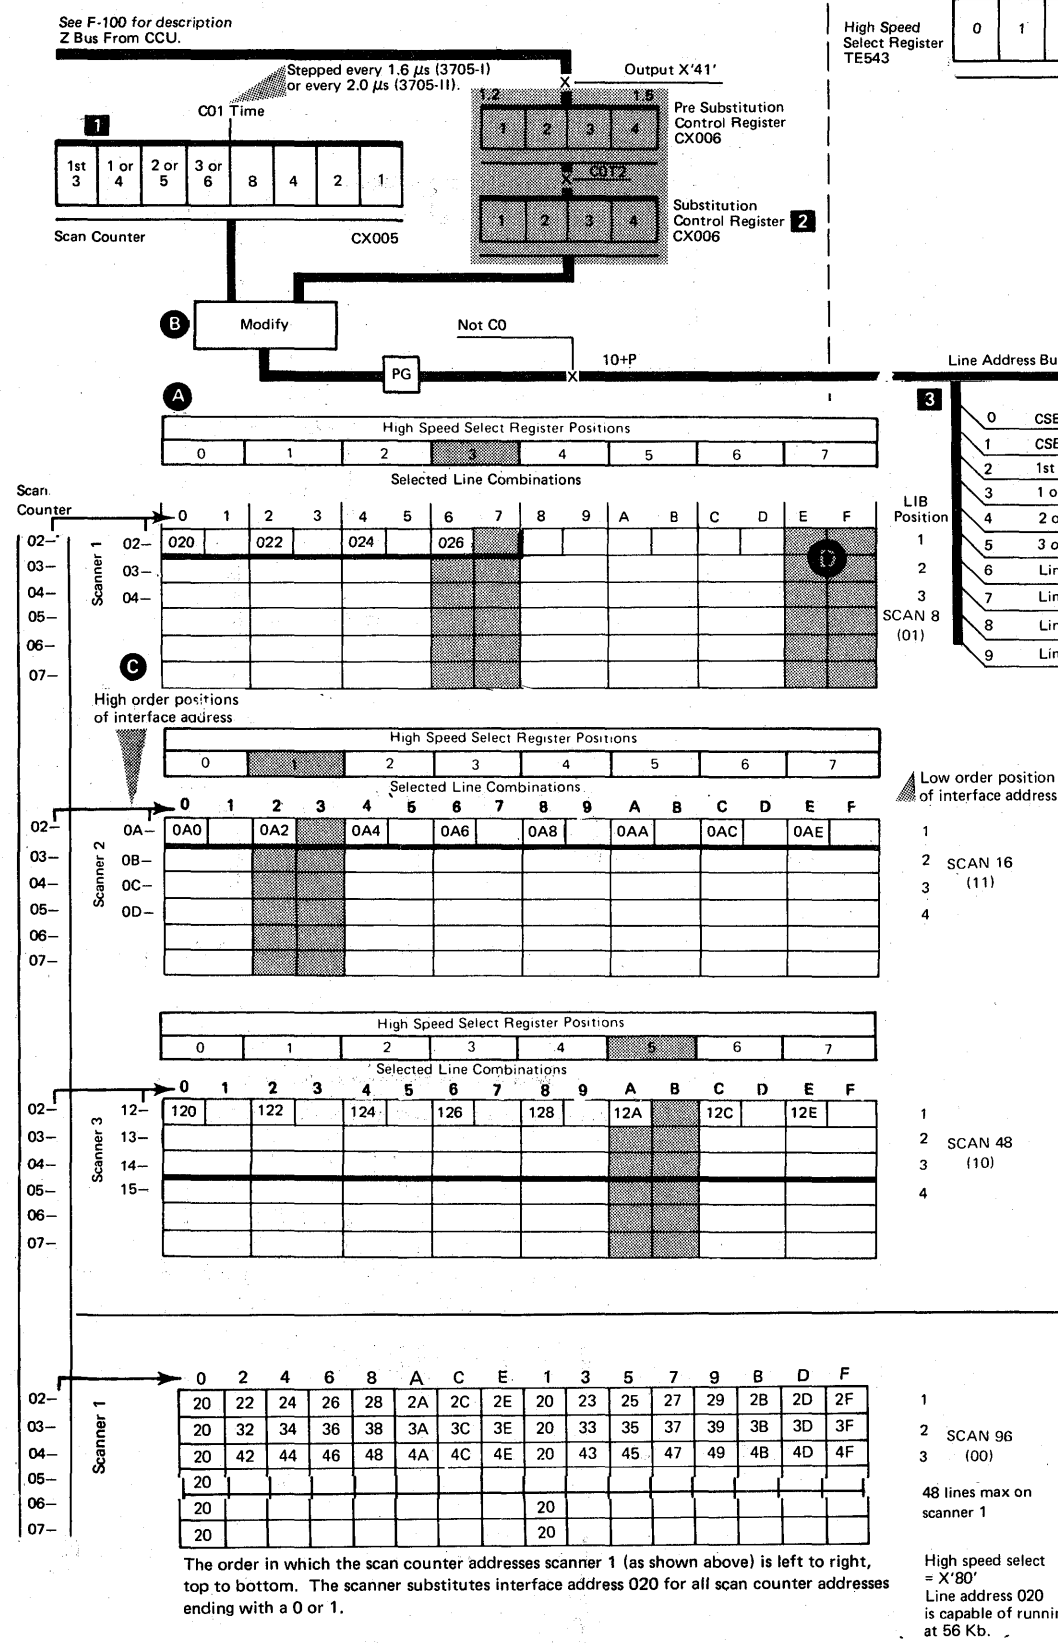 See F-100 for description
Z Bus From CCU.
High Speed
Select Register
TE543
0 1
Stepped every 1.6 µs (3705-I)
or every 2.0 µs (3705-II).
Output X'41'
C01 Time
1
1.2 1.5
1 2 3 4
Pre Substitution
Control Register
CX006
1st 3
1 or 4
2 or 5
3 or 6
8 4 2 1
C0T2
1 2 3 4
Substitution
Control Register 2
CX006
Scan Counter CX005
B Modify
Not C0
PG
10+P
Line Address Bu
A
3
High Speed Select Register Positions
0 1 2 3 4 5 6 7
Selected Line Combinations
0 CSB
1 CSB
2 1st
3 1 o
4 2 o
5 3 o
6 Lin
7 Lin
8 Lin
9 Lin
Scan
Counter
0 1 2 3 4 5 6 7 8 9 A B C D E F
LIB
Position
Scanner 1
02— 02— 020 022 024 026 1
03— 03— D 2
04— 04— 3
05— SCAN 8
06— (01)
07—
C
High order positions
of interface address
High Speed Select Register Positions
0 1 2 3 4 5 6 7
Selected Line Combinations
Low order position
of interface address
0 1 2 3 4 5 6 7 8 9 A B C D E F
Scanner 2
02— 0A— 0A0 0A2 0A4 0A6 0A8 0AA 0AC 0AE 1
03— 0B— 2 SCAN 16
04— 0C— 3 (11)
05— 0D— 4
06—
07—
High Speed Select Register Positions
0 1 2 3 4 5 6 7
Selected Line Combinations
0 1 2 3 4 5 6 7 8 9 A B C D E F
Scanner 3
02— 12— 120 122 124 126 128 12A 12C 12E 1
03— 13— 2 SCAN 48
04— 14— 3 (10)
05— 15— 4
06—
07—
0 2 4 6 8 A C E 1 3 5 7 9 B D F
Scanner 1
02— 20 22 24 26 28 2A 2C 2E 20 23 25 27 29 2B 2D 2F 1
03— 20 32 34 36 38 3A 3C 3E 20 33 35 37 39 3B 3D 3F 2 SCAN 96
04— 20 42 44 46 48 4A 4C 4E 20 43 45 47 49 4B 4D 4F 3 (00)
05— 20
06— 20 20
07— 20 20
48 lines max on
scanner 1
The order in which the scan counter addresses scanner 1 (as shown above) is left to right,
top to bottom. The scanner substitutes interface address 020 for all scan counter addresses
ending with a 0 or 1.
High speed select
= X'80'
Line address 020
is capable of runnin
at 56 Kb.